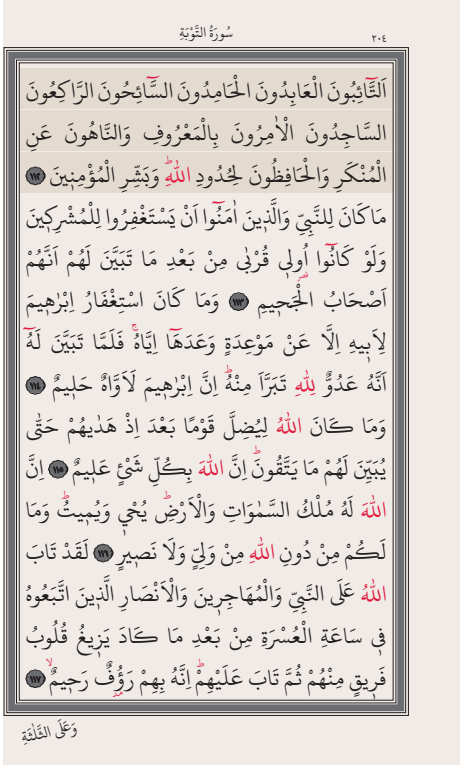 سُورَةُ التَّوْبَةِ ٢٠٤
اَلتَّٓائِبُونَ الْعَابِدُونَ الْحَامِدُونَ السَّٓائِحُونَ الرَّاكِعُونَ
السَّاجِدُونَ الْاٰمِرُونَ بِالْمَعْرُوفِ وَالنَّاهُونَ عَنِ
الْمُنْكَرِ وَالْحَافِظُونَ لِحُدُودِ اللّٰهِۜ وَبَشِّرِ الْمُؤْمِن۪ينَ ﴿١١٢﴾
مَا كَانَ لِلنَّبِيِّ وَالَّذ۪ينَ اٰمَنُٓوا اَنْ يَسْتَغْفِرُوا لِلْمُشْرِك۪ينَ
وَلَوْ كَانُٓوا اُو۬ل۪ي قُرْبٰى مِنْ بَعْدِ مَا تَبَيَّنَ لَهُمْ اَنَّهُمْ
اَصْحَابُ الْجَح۪يمِ ﴿١١٣﴾ وَمَا كَانَ اسْتِغْفَارُ اِبْرٰه۪يمَ
لِاَب۪يهِ اِلَّا عَنْ مَوْعِدَةٍ وَعَدَهَٓا اِيَّاهُۚ فَلَمَّا تَبَيَّنَ لَهُٓ
اَنَّهُ عَدُوٌّ لِلّٰهِ تَبَرَّاَ مِنْهُۜ اِنَّ اِبْرٰه۪يمَ لَاَوَّاهٌ حَل۪يمٌ ﴿١١٤﴾
وَمَا كَانَ اللّٰهُ لِيُضِلَّ قَوْمًا بَعْدَ اِذْ هَدٰيهُمْ حَتّٰى
يُبَيِّنَ لَهُمْ مَا يَتَّقُونَۜ اِنَّ اللّٰهَ بِكُلِّ شَيْءٍ عَل۪يمٌ ﴿١١٥﴾ اِنَّ
اللّٰهَ لَهُ مُلْكُ السَّمٰوَاتِ وَالْاَرْضِۜ يُحْي۪ وَيُم۪يتُۜ وَمَا
لَكُمْ مِنْ دُونِ اللّٰهِ مِنْ وَلِيٍّ وَلَا نَص۪يرٍ ﴿١١٦﴾ لَقَدْ تَابَ
اللّٰهُ عَلَى النَّبِيِّ وَالْمُهَاجِر۪ينَ وَالْاَنْصَارِ الَّذ۪ينَ اتَّبَعُوهُ
ف۪ي سَاعَةِ الْعُسْرَةِ مِنْ بَعْدِ مَا كَادَ يَز۪يغُ قُلُوبُ
فَر۪يقٍ مِنْهُمْ ثُمَّ تَابَ عَلَيْهِمْۜ اِنَّهُ بِهِمْ رَؤُ۫فٌ رَح۪يمٌۙ ﴿١١٧﴾
وَعَلَى الثَّلٰثَةِ